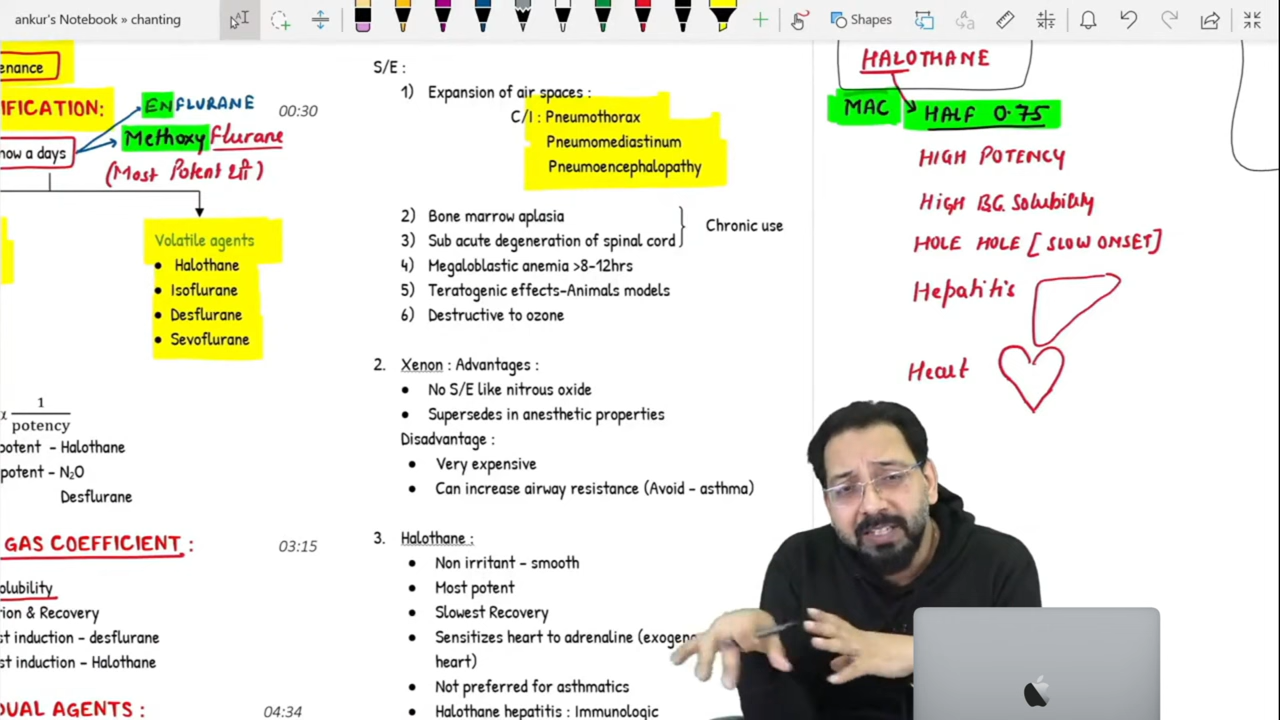 ankur's Notebook » chanting
Shapes
nance
IFICATION:
ENFLURANE
00:30
now a days
Methoxy flurane
(Most Potent
Volatile agents
• Halothane
• Isoflurane
• Desflurane
• Sevoflurane
1
potency
potent – Halothane
potent – N₂O
Desflurane
GAS COEFFICIENT :
03:15
olubility
ion & Recovery
st induction – desflurane
st induction – Halothane
DUAL AGENTS :
04:34
S/E :
1) Expansion of air spaces :
C/I : Pneumothorax
Pneumomediastinum
Pneumoencephalopathy
2) Bone marrow aplasia
3) Sub acute degeneration of spinal cord
Chronic use
4) Megaloblastic anemia >8-12hrs
5) Teratogenic effects-Animals models
6) Destructive to ozone
2. Xenon : Advantages :
• No S/E like nitrous oxide
• Supersedes in anesthetic properties
Disadvantage :
• Very expensive
• Can increase airway resistance (Avoid – asthma)
3. Halothane :
• Non irritant – smooth
• Most potent
• Slowest Recovery
• Sensitizes heart to adrenaline (exogeno
heart)
• Not preferred for asthmatics
• Halothane hepatitis : Immunologic
HALOTHANE
MAC
HALF 0.75
HIGH POTENCY
HIGH B.G. Solubility
HOLE HOLE [SLOW ONSET]
Hepatitis
Heart